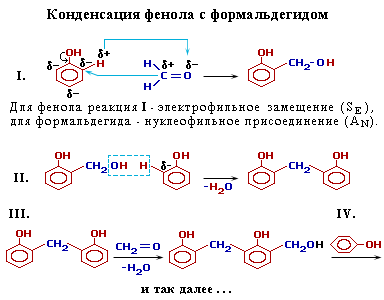 Конденсация фенола с формальдегидом
OH δ+ H δ– δ– δ– H δ+ δ– C=O H OH CH2-OH
I.
Для фенола реакция I - электрофильное замещение (SE),
для формальдегида - нуклеофильное присоединение (AN).
II. OH CH2 OH H OH δ– –H2O OH CH2 OH
III. IV.
OH CH2 OH CH2=O –H2O OH CH2 OH CH2OH OH
и так далее ...